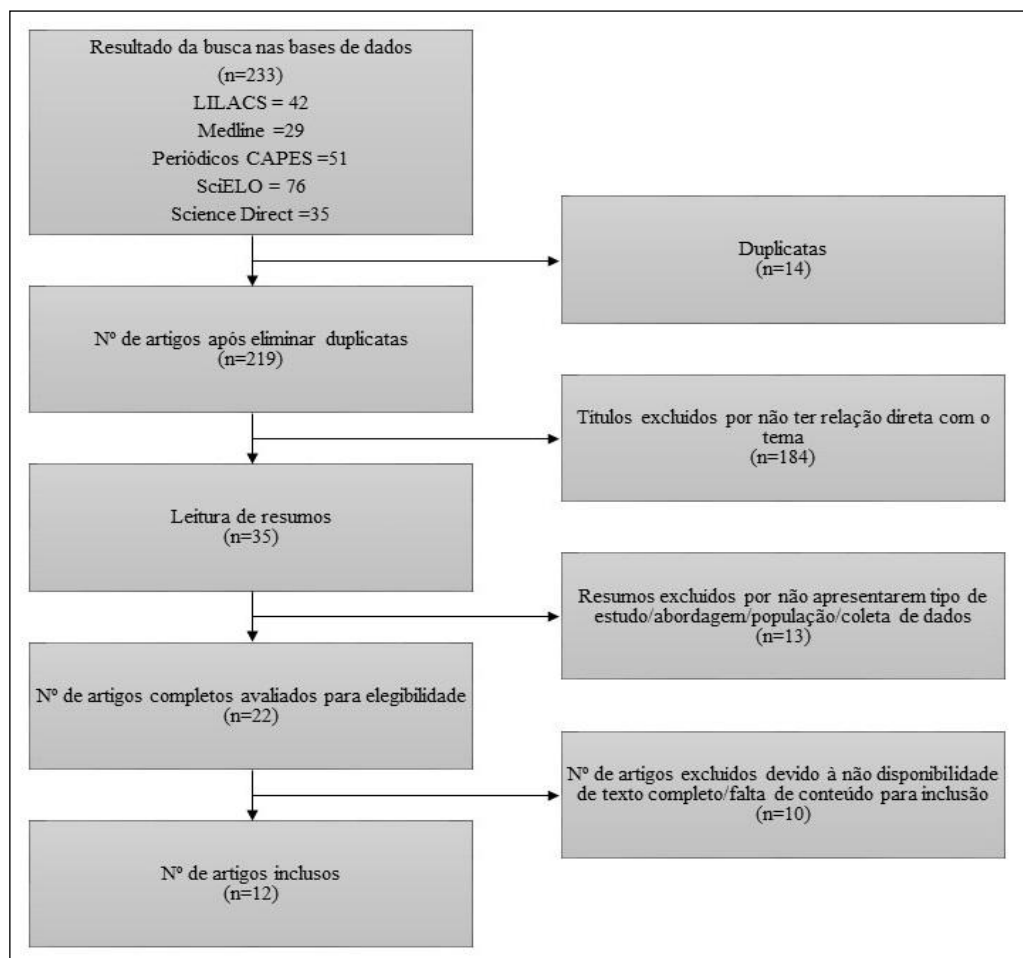 Resultado da busca nas bases de dados
(n=233)
LILACS = 42
Medline =29
Periódicos CAPES =51
SciELO = 76
Science Direct =35
Duplicatas
(n=14)
Nº de artigos após eliminar duplicatas
(n=219)
Títulos excluidos por não ter relação direta com o
tema
(n=184)
Leitura de resumos
(n=35)
Resumos excluidos por não apresentarem tipo de
estudo/abordagem/população/coleta de dados
(n=13)
Nº de artigos completos avaliados para elegibilidade
(n=22)
Nº de artigos excluidos devido à não disponibilidade
de texto completo/falta de conteúdo para inclusão
(n=10)
Nº de artigos inclusos
(n=12)